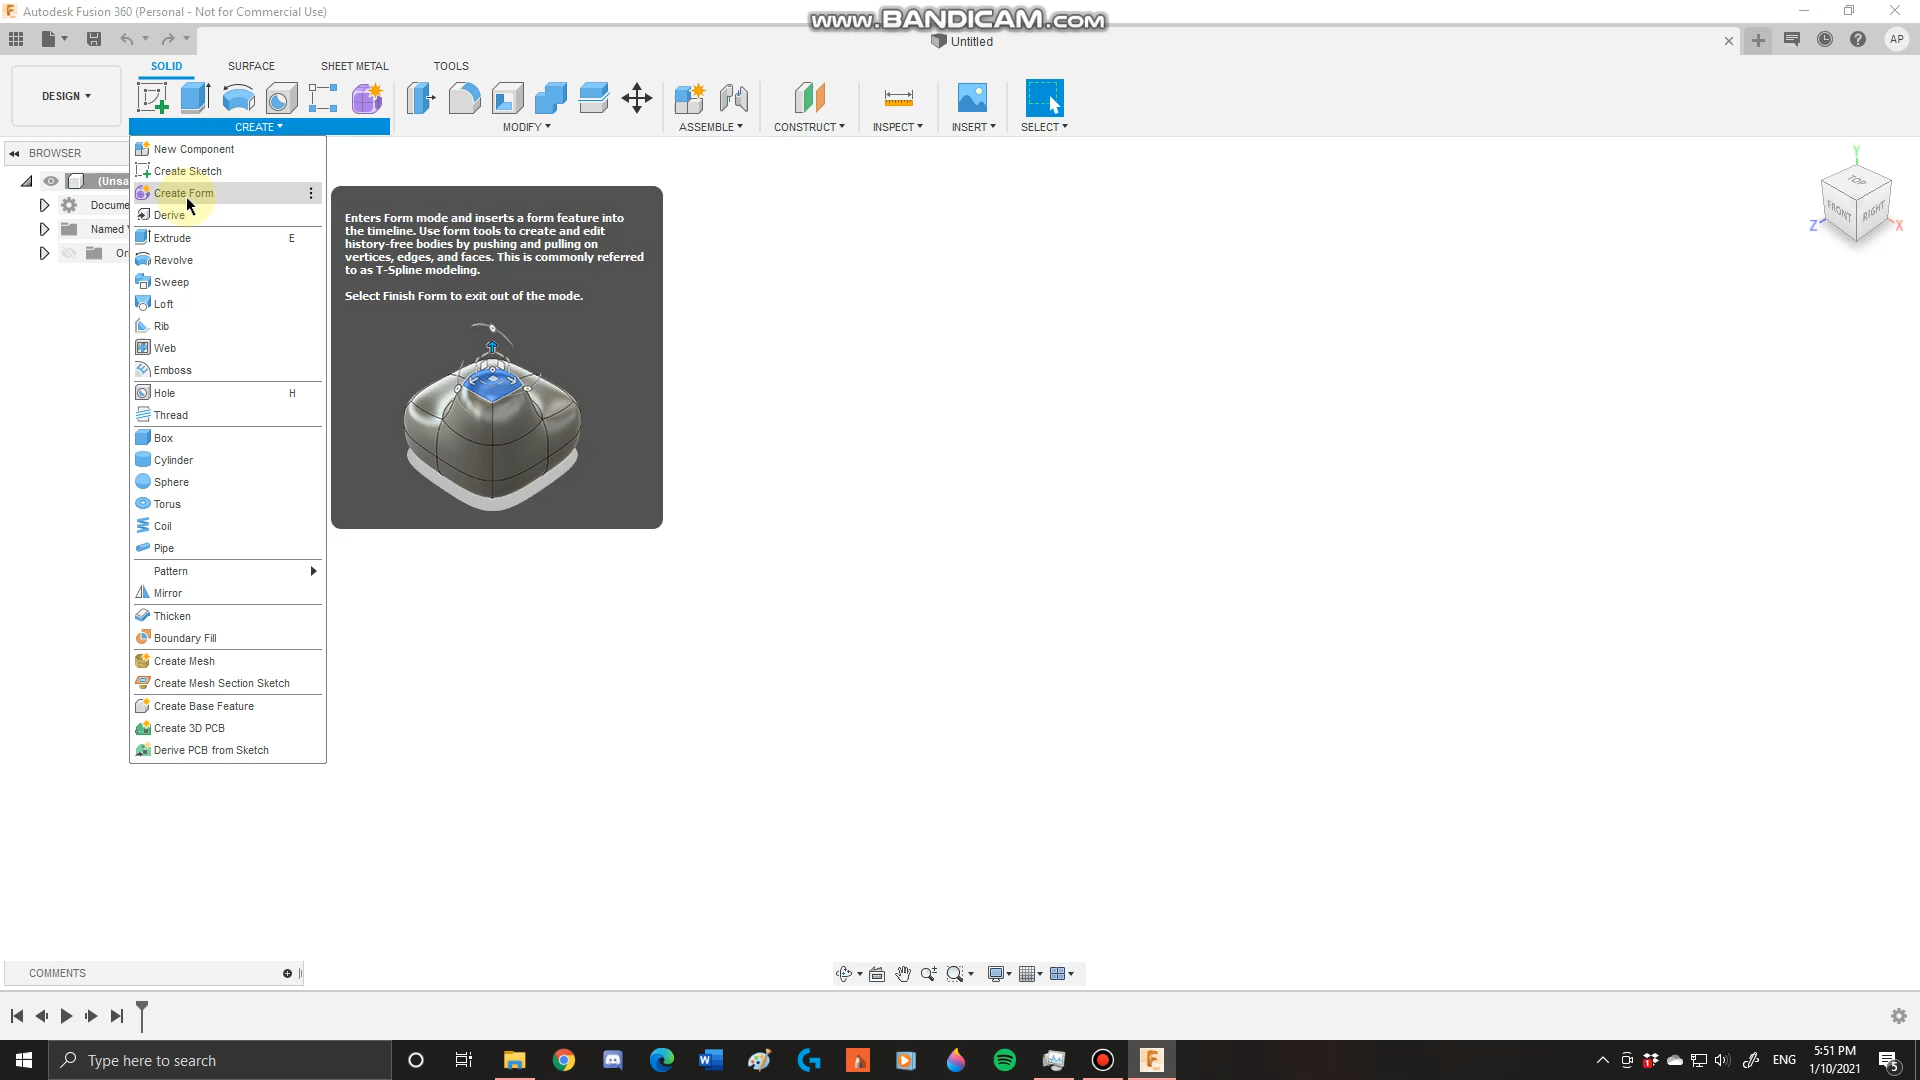 Autodesk Fusion 360 (Personal - Not for Commercial Use)
www.BANDICAM.com
Untitled
AP
DESIGN
SOLID
SURFACE
SHEET METAL
TOOLS
CREATE
MODIFY
ASSEMBLE
CONSTRUCT
INSPECT
INSERT
SELECT
BROWSER
(Unsa
Docume
Named
Or
New Component
Create Sketch
Create Form
Derive
Extrude E
Revolve
Sweep
Loft
Rib
Web
Emboss
Hole H
Thread
Box
Cylinder
Sphere
Torus
Coil
Pipe
Pattern
Mirror
Thicken
Boundary Fill
Create Mesh
Create Mesh Section Sketch
Create Base Feature
Create 3D PCB
Derive PCB from Sketch
Enters Form mode and inserts a form feature into
the timeline. Use form tools to create and edit
history-free bodies by pushing and pulling on
vertices, edges, and faces. This is commonly referred
to as T-Spline modeling.
Select Finish Form to exit out of the mode.
Y
TOP
FRONT
RIGHT
Z
X
COMMENTS
Type here to search
ENG
5:51 PM
1/10/2021
5